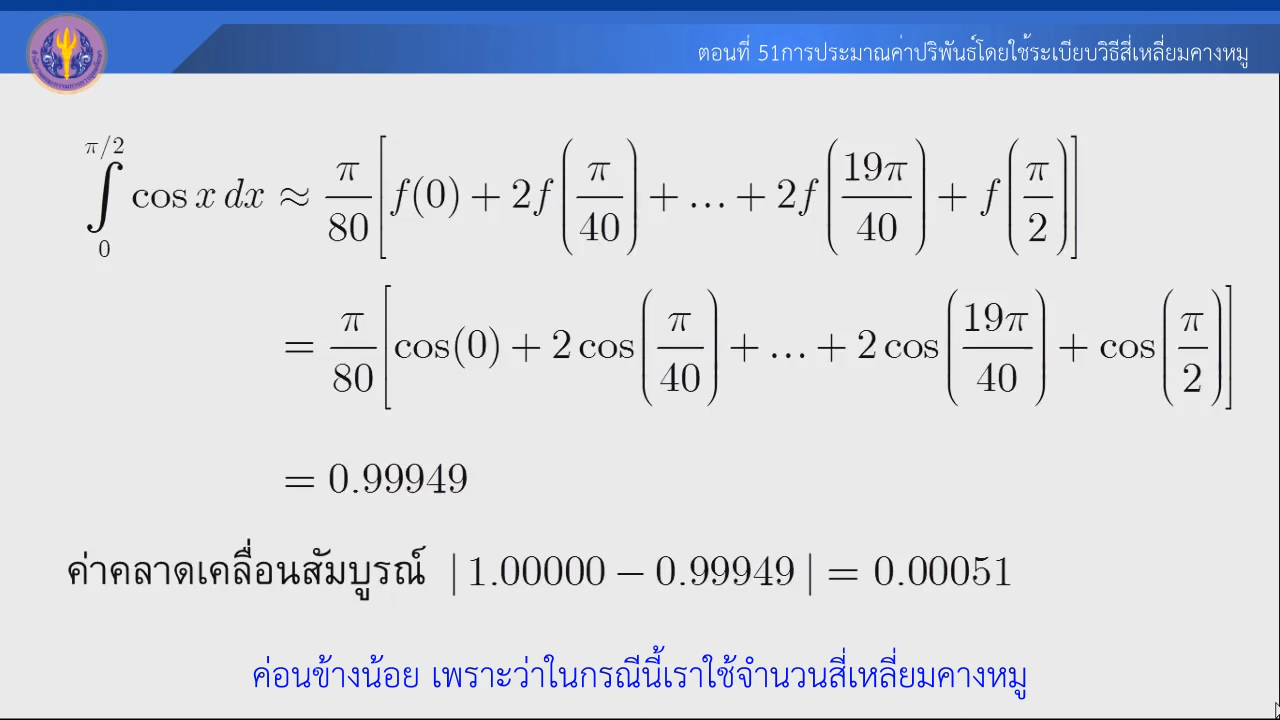 ตอนที่ 51การประมาณค่าปริพันธ์โดยใช้ระเบียบวิธีสี่เหลี่ยมคางหมู
∫_0^{π/2} cos x dx ≈ π/80 [ f(0) + 2f(π/40) + ... + 2f(19π/40) + f(π/2) ]
= π/80 [ cos(0) + 2 cos(π/40) + ... + 2 cos(19π/40) + cos(π/2) ]
= 0.99949
ค่าคลาดเคลื่อนสัมบูรณ์ | 1.00000 − 0.99949 | = 0.00051
ค่อนข้างน้อย เพราะว่าในกรณีนี้เราใช้จำนวนสี่เหลี่ยมคางหมู